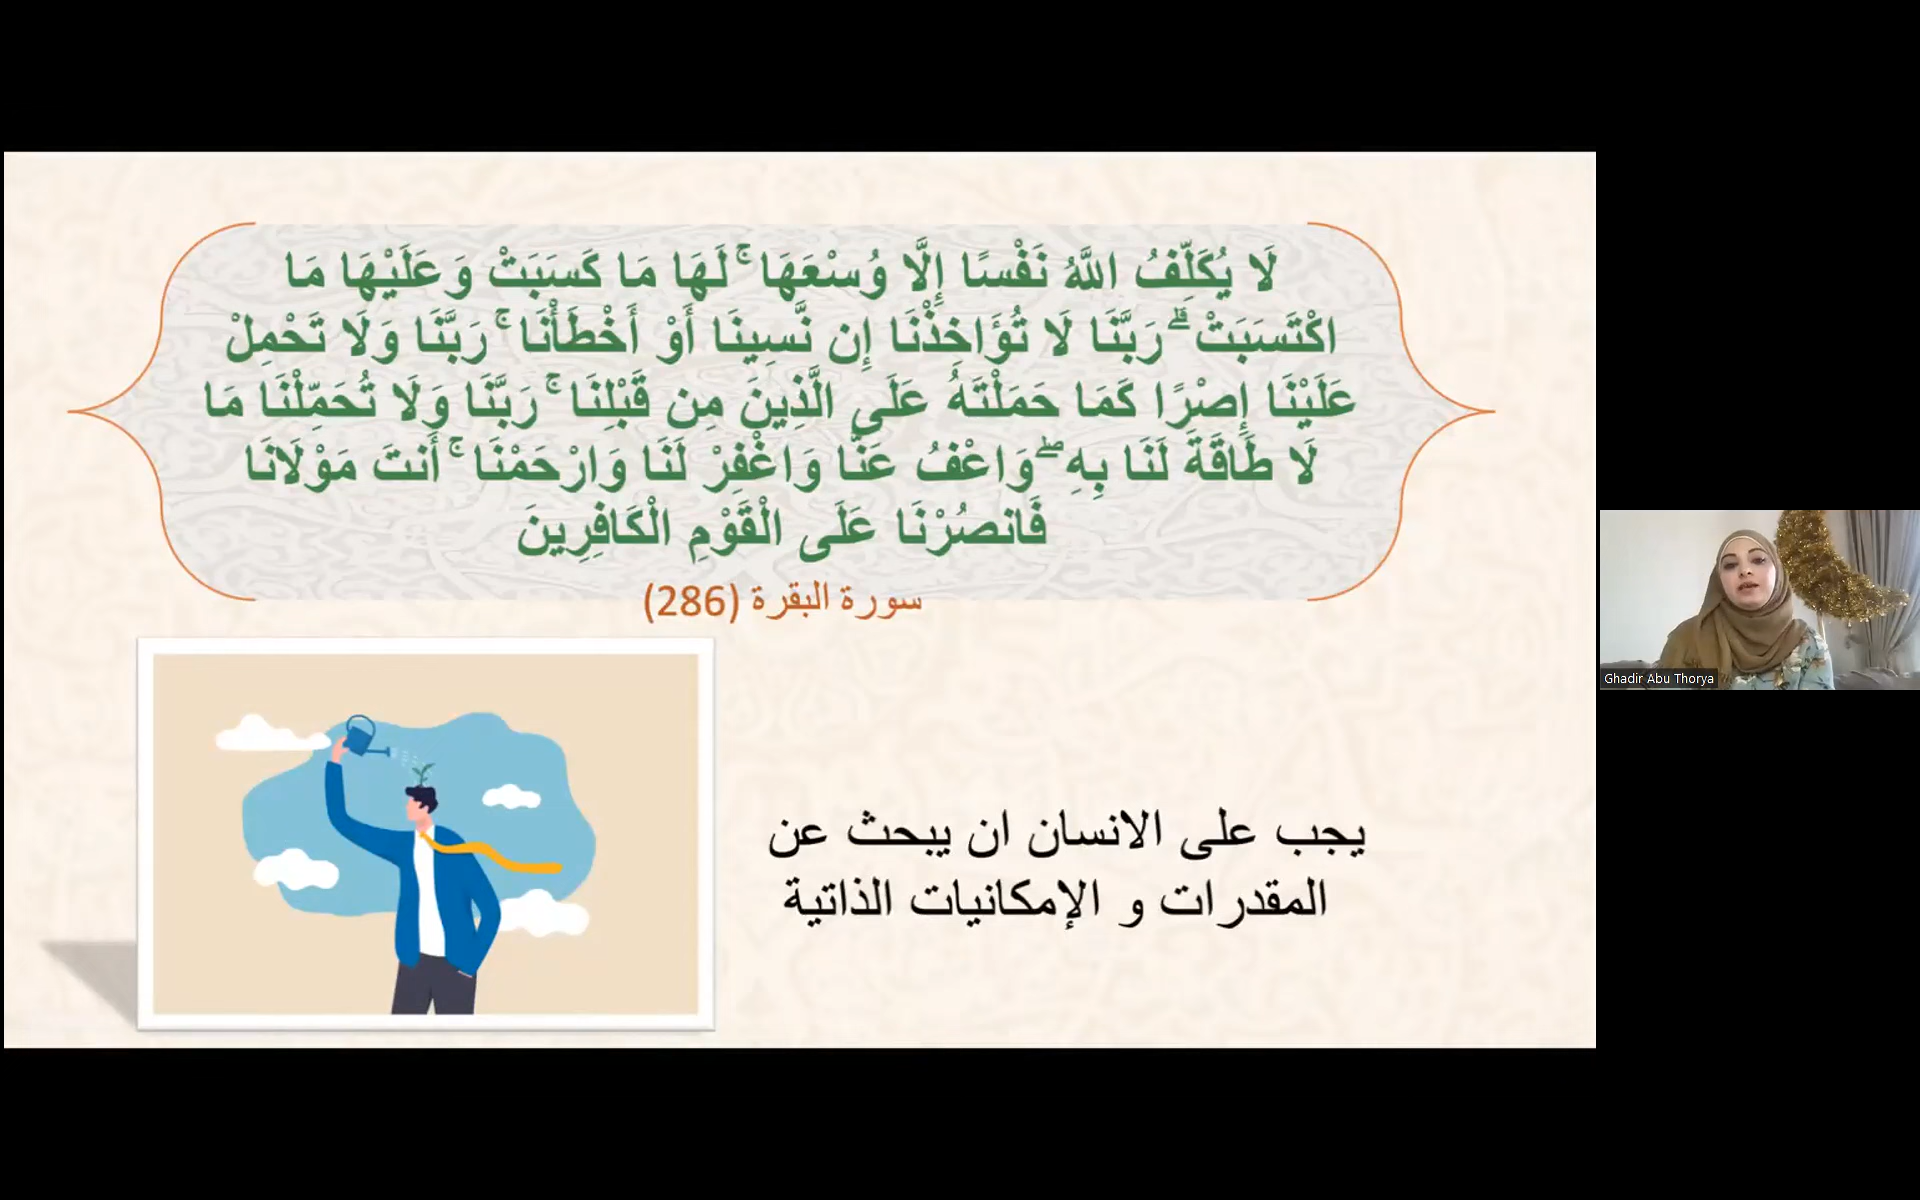 لَا يُكَلِّفُ اللَّهُ نَفْسًا إِلَّا وُسْعَهَا ۚ لَهَا مَا كَسَبَتْ وَعَلَيْهَا مَا
اكْتَسَبَتْ ۗ رَبَّنَا لَا تُؤَاخِذْنَا إِن نَّسِينَا أَوْ أَخْطَأْنَا ۚ رَبَّنَا وَلَا تَحْمِلْ
عَلَيْنَا إِصْرًا كَمَا حَمَلْتَهُ عَلَى الَّذِينَ مِن قَبْلِنَا ۚ رَبَّنَا وَلَا تُحَمِّلْنَا مَا
لَا طَاقَةَ لَنَا بِهِ ۖ وَاعْفُ عَنَّا وَاغْفِرْ لَنَا وَارْحَمْنَا ۚ أَنتَ مَوْلَانَا
فَانصُرْنَا عَلَى الْقَوْمِ الْكَافِرِينَ
سورة البقرة (286)
يجب على الانسان ان يبحث عن
المقدرات و الإمكانيات الذاتية
Ghadir Abu Thorya